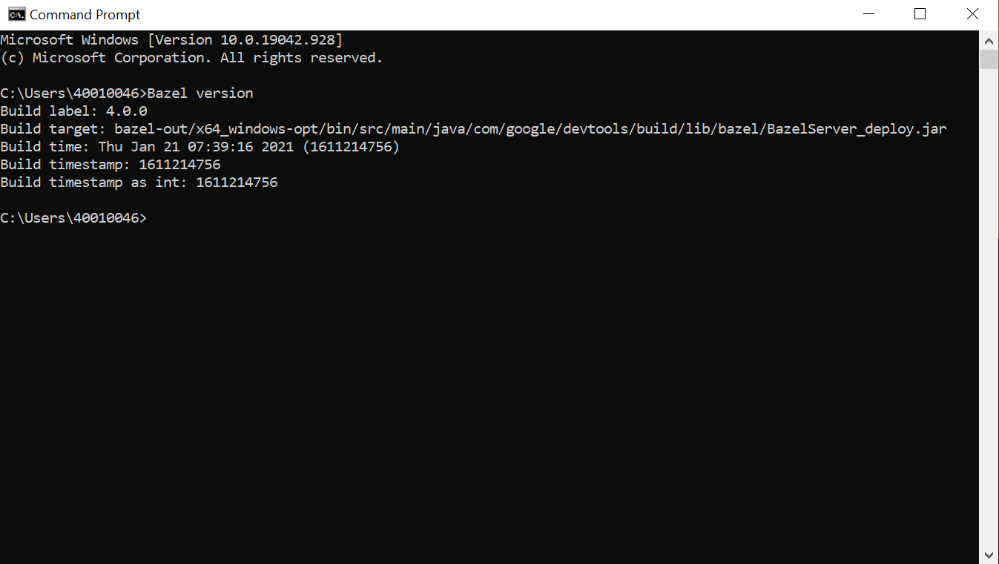 Command Prompt
Microsoft Windows [Version 10.0.19042.928]
(c) Microsoft Corporation. All rights reserved.
C:\Users\40010046>Bazel version
Build label: 4.0.0
Build target: bazel-out/x64_windows-opt/bin/src/main/java/com/google/devtools/build/lib/bazel/BazelServer_deploy.jar
Build time: Thu Jan 21 07:39:16 2021 (1611214756)
Build timestamp: 1611214756
Build timestamp as int: 1611214756
C:\Users\40010046>